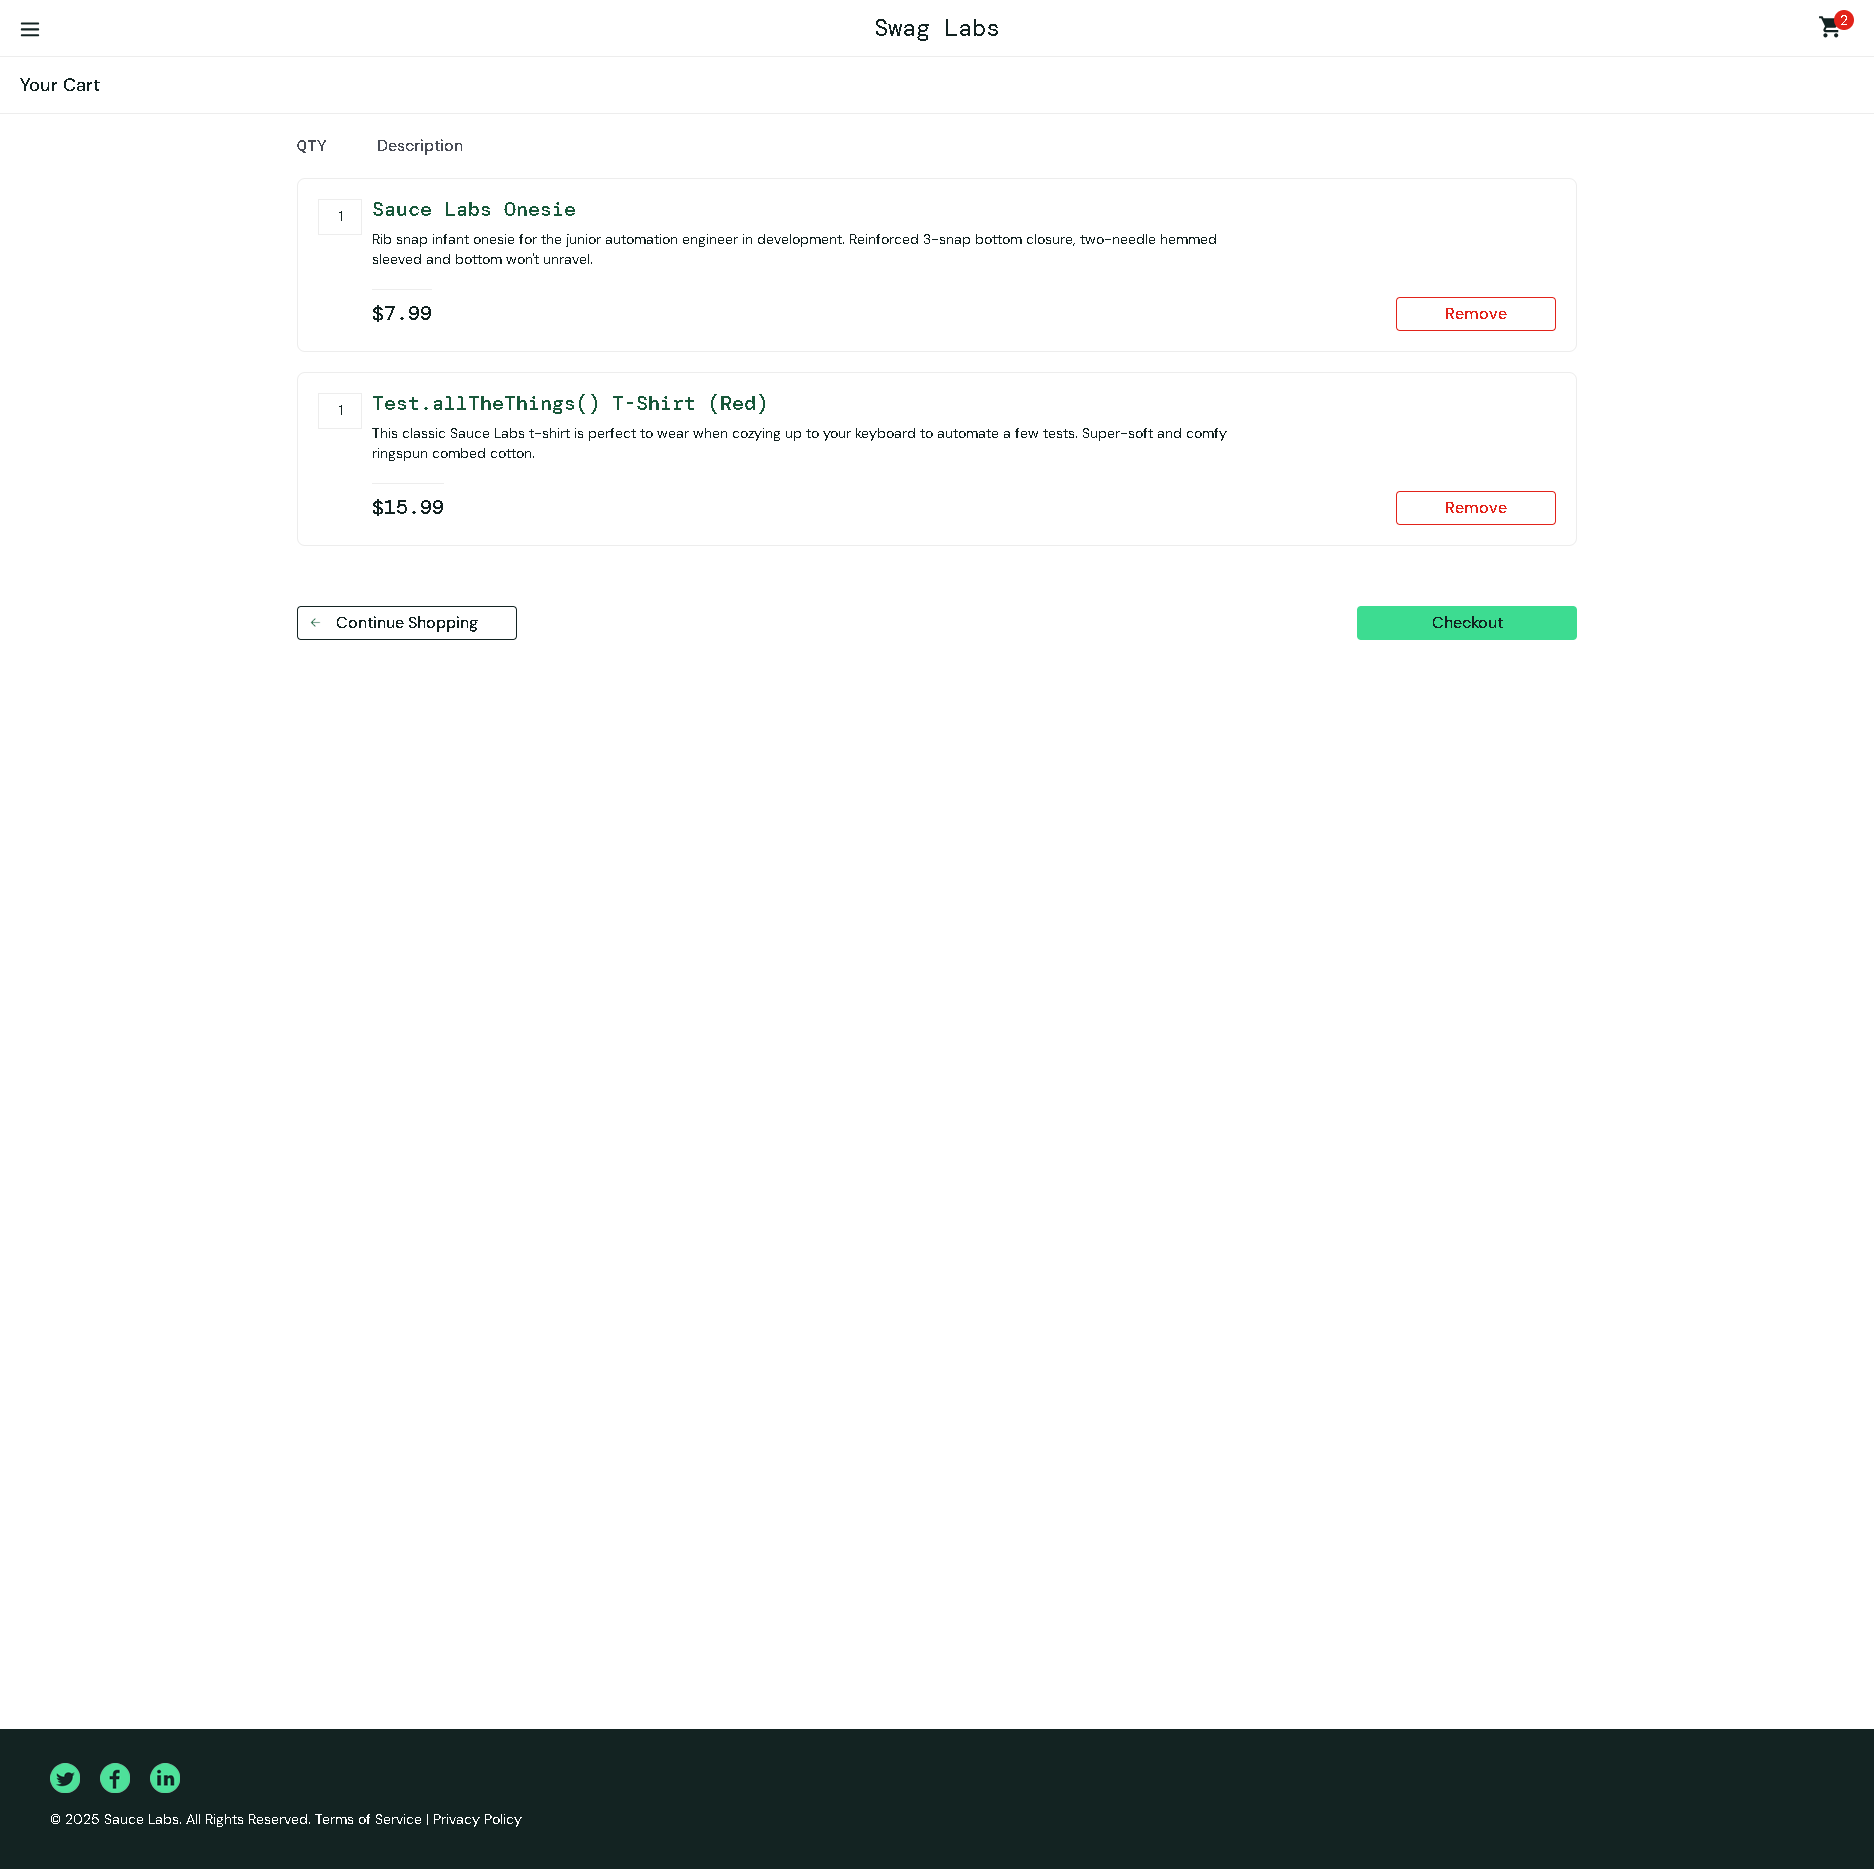 Swag Labs
2
Your Cart
QTY Description
1
Sauce Labs Onesie
Rib snap infant onesie for the junior automation engineer in development. Reinforced 3-snap bottom closure, two-needle hemmed
sleeved and bottom won't unravel.
$7.99
Remove
1
Test.allTheThings() T-Shirt (Red)
This classic Sauce Labs t-shirt is perfect to wear when cozying up to your keyboard to automate a few tests. Super-soft and comfy
ringspun combed cotton.
$15.99
Remove
Continue Shopping
Checkout
© 2025 Sauce Labs. All Rights Reserved. Terms of Service | Privacy Policy